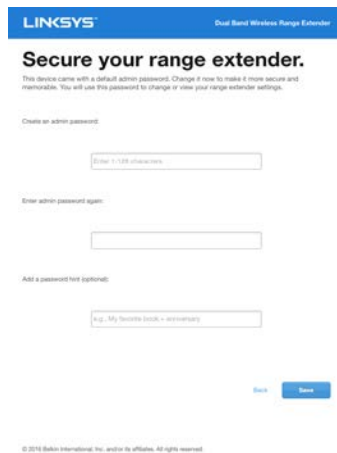 LINKSYS
Dual Band Wireless Range Extender
Secure your range extender.
This device came with a default admin password. Change it now to make it more secure and
memorable. You will use this password to change or view your range extender settings.
Create an admin password:
Enter 1-128 characters
Enter admin password again:
Add a password hint (optional):
e.g., My favorite book + anniversary
Back
Save
© 2016 Belkin International, Inc. and/or its affiliates. All rights reserved.